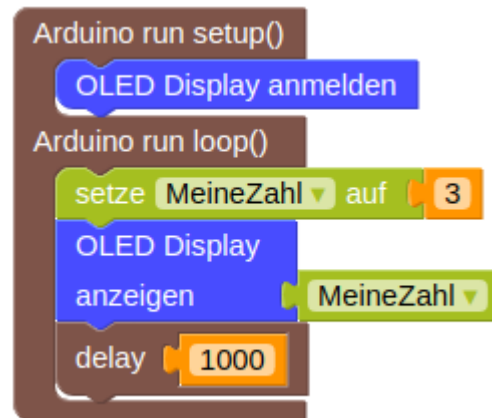 Arduino run setup()
OLED Display anmelden
Arduino run loop()
setze MeineZahl auf 3
OLED Display
anzeigen MeineZahl
delay 1000